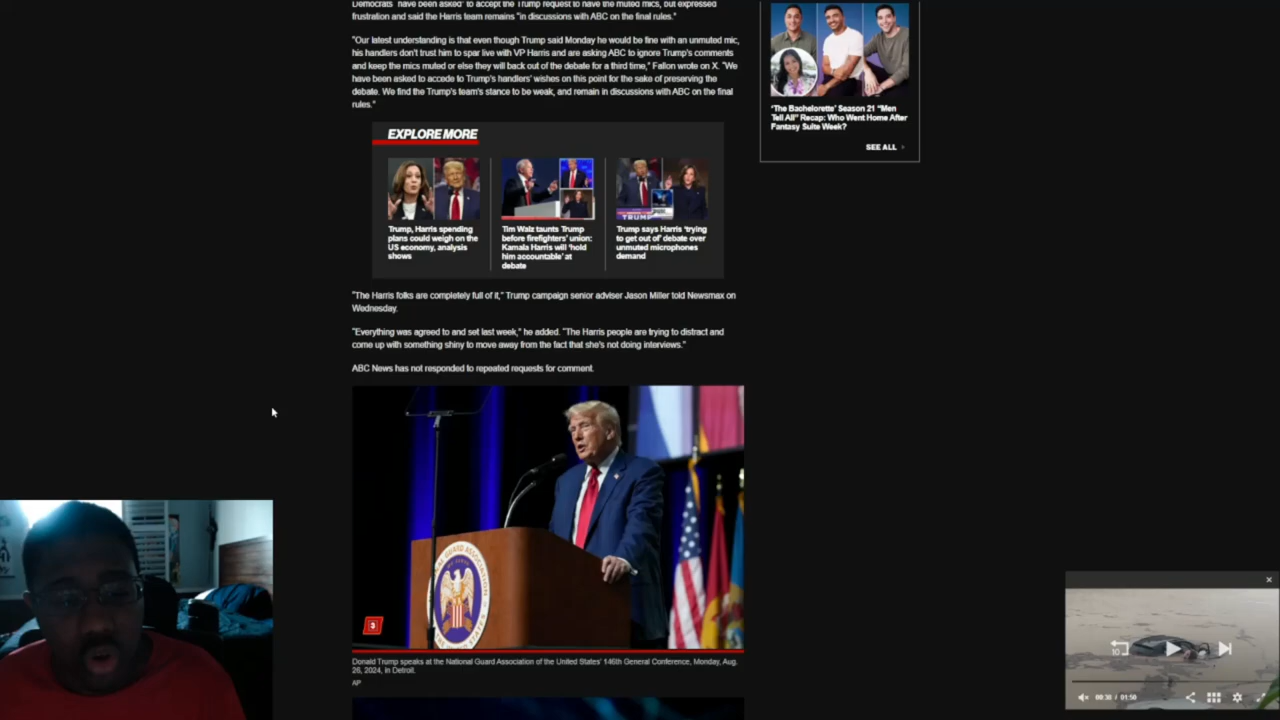 Democrats "have been asked" to accept the Trump request to have the muted mics, but expressed
frustration and said the Harris team remains "in discussions with ABC on the final rules."
"Our latest understanding is that even though Trump said Monday he would be fine with an unmuted mic,
his handlers don't trust him to spar live with VP Harris and are asking ABC to ignore Trump's comments
and keep the mics muted or else they will back out of the debate for a third time," Fallon wrote on X. "We
have been asked to accede to Trump's handlers' wishes on this point for the sake of preserving the
debate. We find the Trump's team's stance to be weak, and remain in discussions with ABC on the final
rules."
EXPLORE MORE
Trump, Harris spending
plans could weigh on the
US economy, analysis
shows
Tim Walz taunts Trump
before firefighters' union:
Kamala Harris will 'hold
him accountable' at
debate
TRUMP
Trump says Harris 'trying
to get out of' debate over
unmuted microphones
demand
"The Harris folks are completely full of it," Trump campaign senior adviser Jason Miller told Newsmax on
Wednesday.
"Everything was agreed to and set last week," he added. "The Harris people are trying to distract and
come up with something shiny to move away from the fact that she's not doing interviews."
ABC News has not responded to repeated requests for comment.
3
Donald Trump speaks at the National Guard Association of the United States' 146th General Conference, Monday, Aug.
26, 2024, in Detroit.
AP
'The Bachelorette' Season 21 "Men
Tell All" Recap: Who Went Home After
Fantasy Suite Week?
SEE ALL
10
00:38 / 01:50